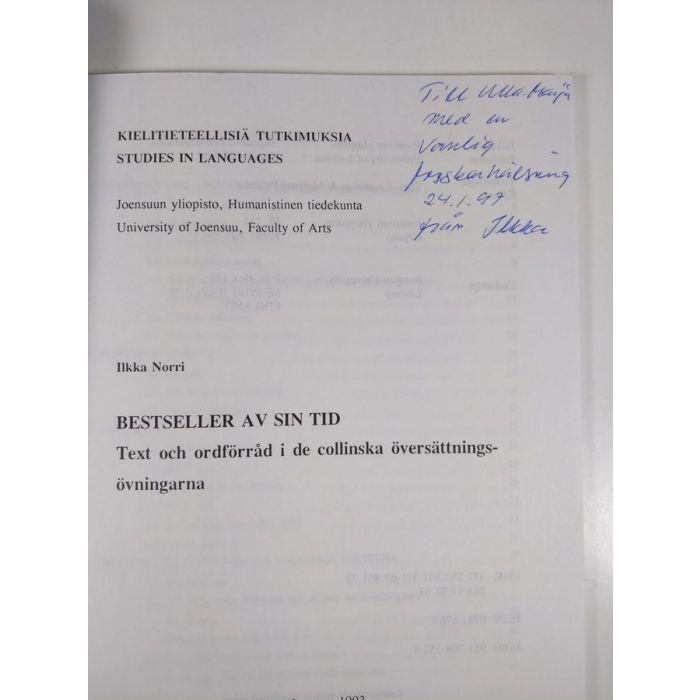 KIELITIETEELLISIÄ TUTKIMUKSIA
STUDIES IN LANGUAGES
Joensuun yliopisto, Humanistinen tiedekunta
University of Joensuu, Faculty of Arts
Till Ulla-Maija
med en
vänlig
forskarhälsning
24.1.97
från Ilkka
Ilkka Norri
BESTSELLER AV SIN TID
Text och ordförråd i de collinska översättnings-
övningarna